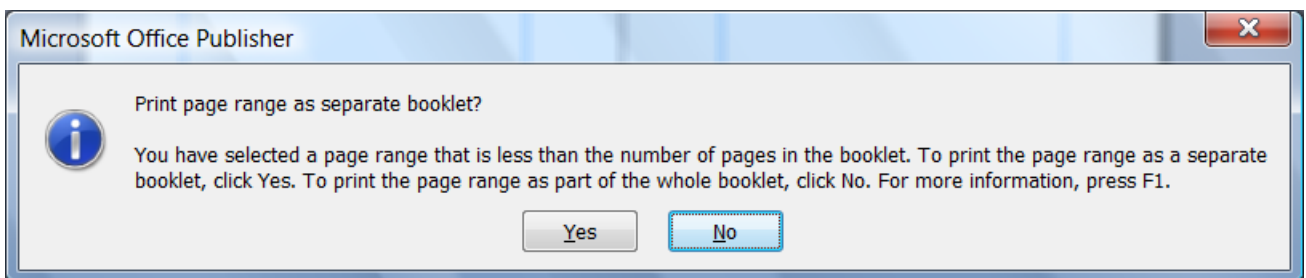 Microsoft Office Publisher
Print page range as separate booklet?
You have selected a page range that is less than the number of pages in the booklet. To print the page range as a separate
booklet, click Yes. To print the page range as part of the whole booklet, click No. For more information, press F1.
Yes
No